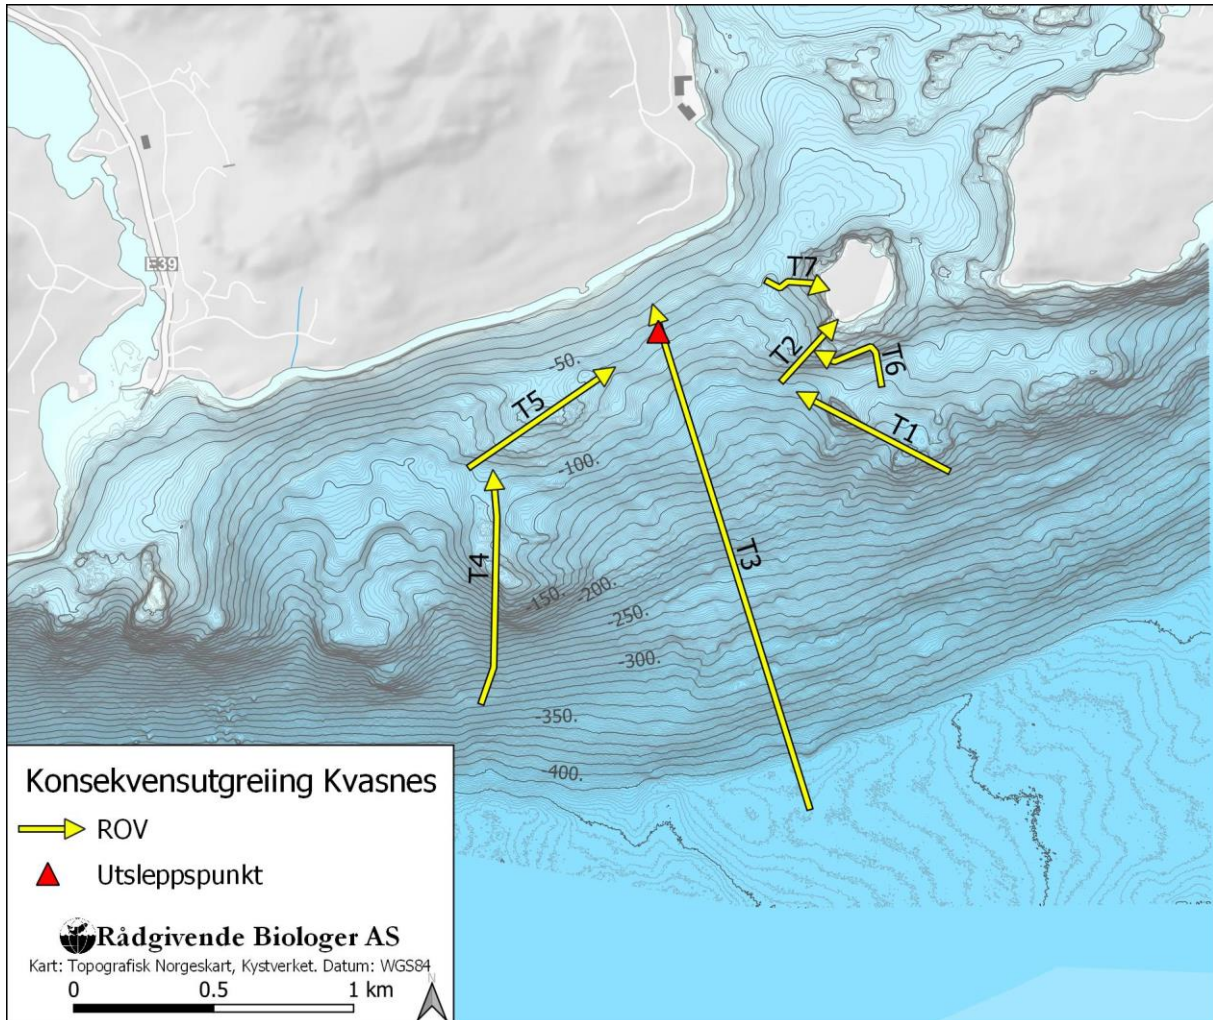 E39
T7
T2
T6
T1
-50.
T5
-100.
T3
T4
-150.
-200.
-250.
-300.
-350.
-400.
Konsekvensutgreiing Kvasnes
ROV
Utsleppspunkt
Rådgivende Biologer AS
Kart: Topografisk Norgeskart, Kystverket. Datum: WGS84
N
0 0.5 1 km